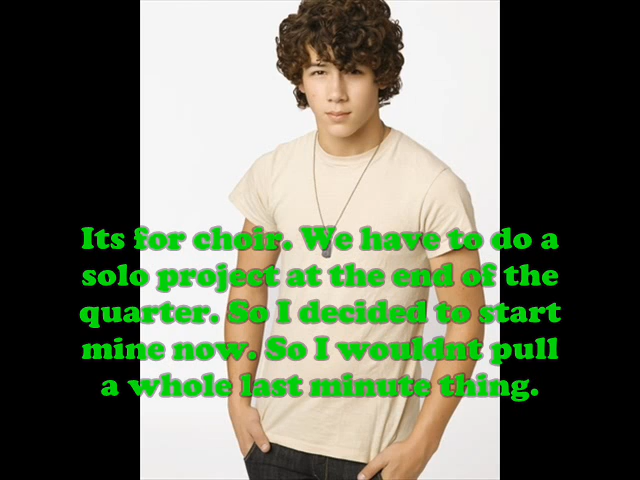 Its for choir. We have to do a
solo project at the end of the
quarter. So I decided to start
mine now. So I wouldnt pull
a whole last minute thing.